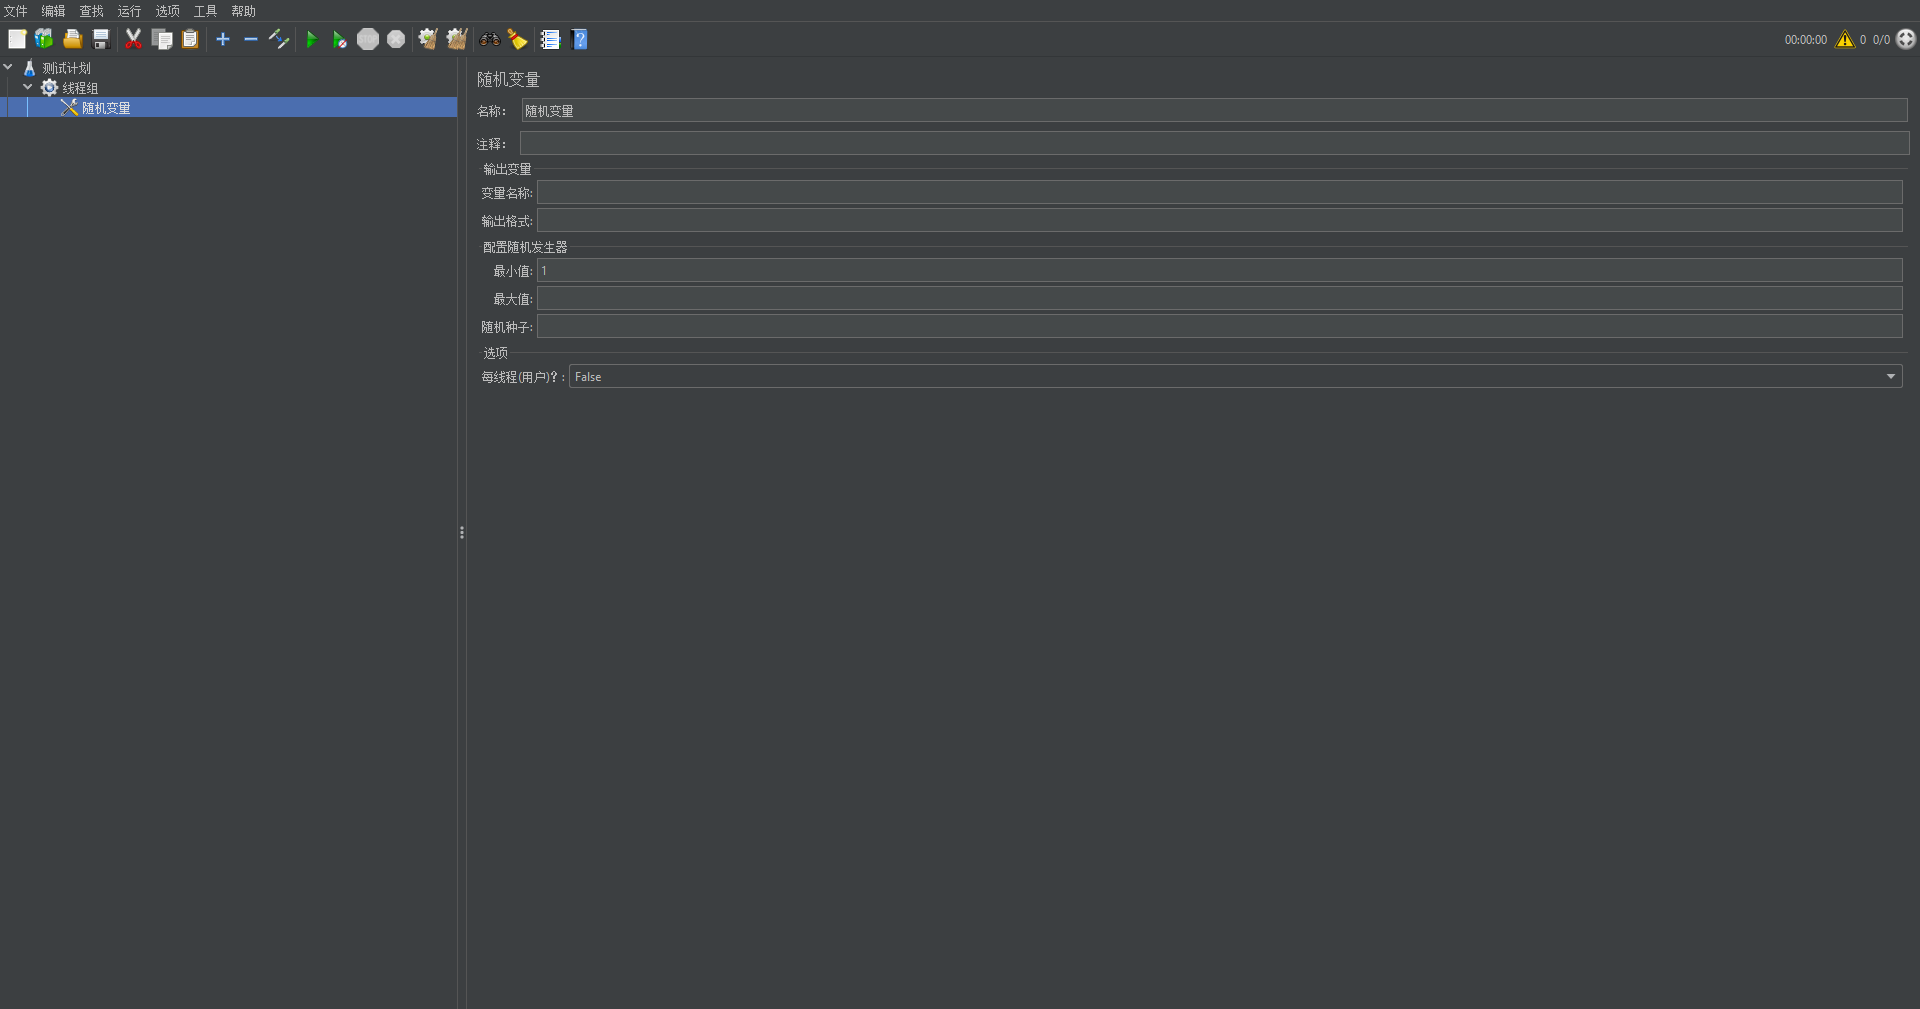 文件 编辑 查找 运行 选项 工具 帮助
00:00:00 0 0/0
测试计划
线程组
随机变量
随机变量
名称： 随机变量
注释：
输出变量
变量名称:
输出格式:
配置随机发生器
最小值: 1
最大值:
随机种子:
选项
每线程(用户)？: False